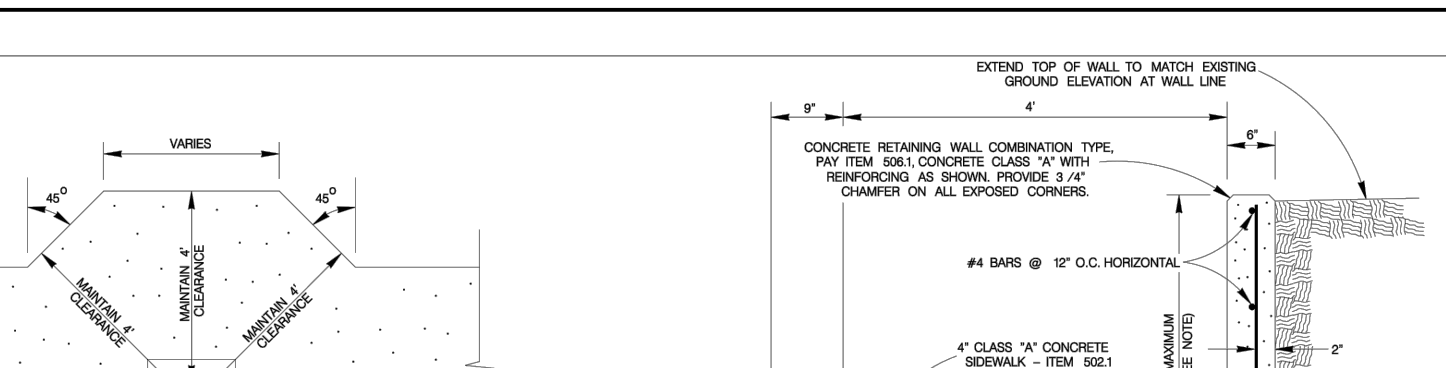 EXTEND TOP OF WALL TO MATCH EXISTING
GROUND ELEVATION AT WALL LINE
9"
4'
6"
VARIES
45°
45°
CONCRETE RETAINING WALL COMBINATION TYPE,
PAY ITEM 506.1, CONCRETE CLASS "A" WITH
REINFORCING AS SHOWN. PROVIDE 3 /4"
CHAMFER ON ALL EXPOSED CORNERS.
MAINTAIN 4'
CLEARANCE
MAINTAIN 4'
CLEARANCE
MAINTAIN 4'
CLEARANCE
#4 BARS @ 12" O.C. HORIZONTAL
MAXIMUM
NOTE)
4" CLASS "A" CONCRETE
SIDEWALK - ITEM 502.1
2"